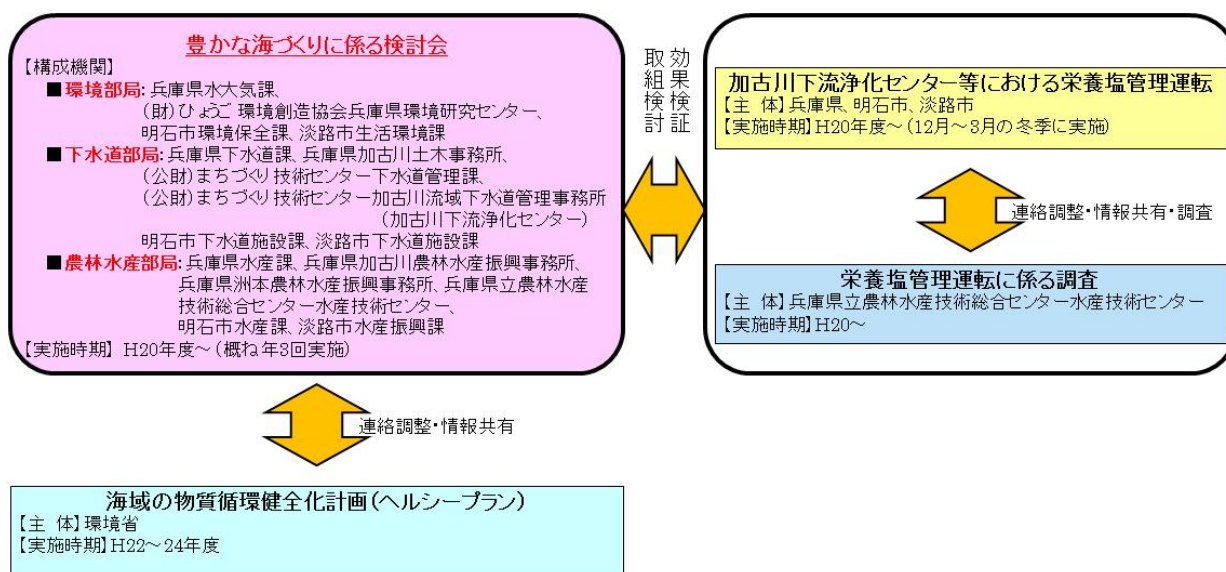 豊かな海づくりに係る検討会
【構成機関】
■環境部局:兵庫県水大気課、
(財)ひょうご環境創造協会兵庫県環境研究センター、
明石市環境保全課、淡路市生活環境課
■下水道部局:兵庫県下水道課、兵庫県加古川土木事務所、
(公財)まちづくり技術センター下水道管理課、
(公財)まちづくり技術センター加古川流域下水道管理事務所
(加古川下流浄化センター)
明石市下水道施設課、淡路市下水道施設課
■農林水産部局:兵庫県水産課、兵庫県加古川農林水産振興事務所、
兵庫県洲本農林水産振興事務所、兵庫県立農林水産
技術総合センター水産技術センター、
明石市水産課、淡路市水産振興課
【実施時期】H20年度～(概ね年3回実施)
効果検証
取組検討
加古川下流浄化センター等における栄養塩管理運転
【主 体】兵庫県、明石市、淡路市
【実施時期】H20年度～(12月～3月の冬季に実施)
連絡調整・情報共有・調査
栄養塩管理運転に係る調査
【主 体】兵庫県立農林水産技術総合センター水産技術センター
【実施時期】H20～
連絡調整・情報共有
海域の物質循環健全化計画(ヘルシープラン)
【主 体】環境省
【実施時期】H22～24年度